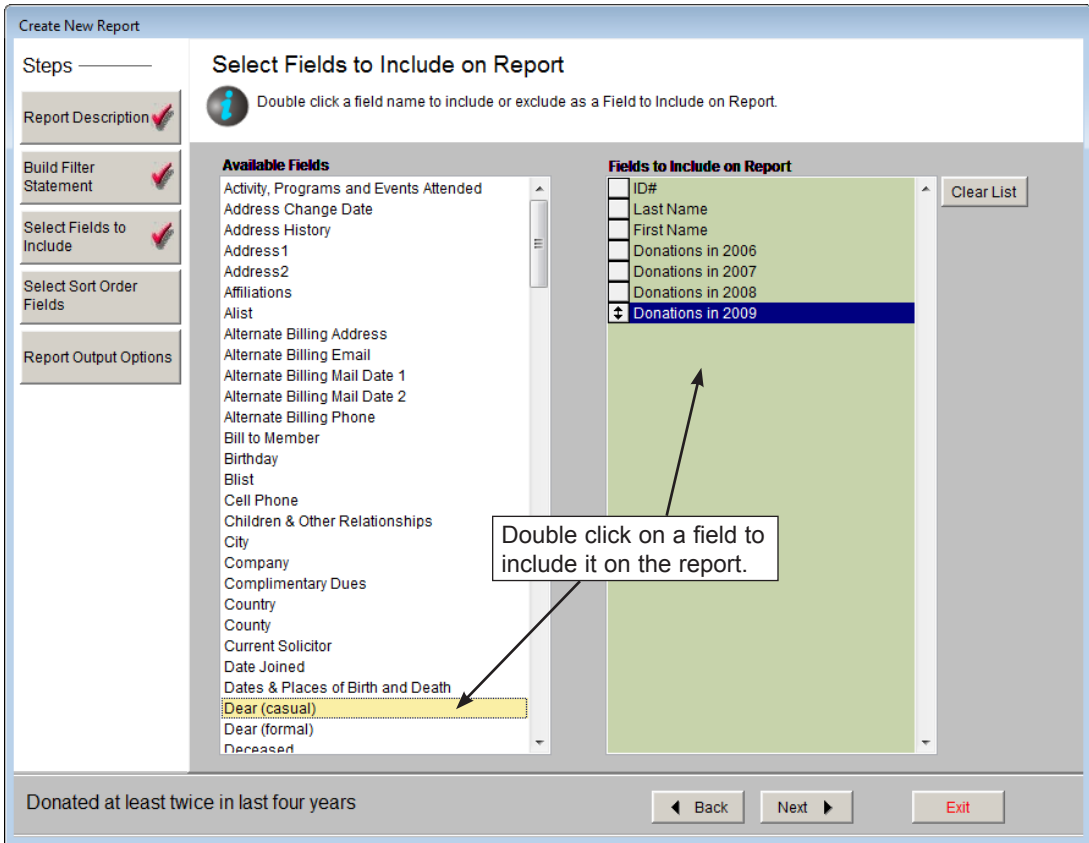 Create New Report
Steps
Report Description
Build Filter
Statement
Select Fields to
Include
Select Sort Order
Fields
Report Output Options
Select Fields to Include on Report
Double click a field name to include or exclude as a Field to Include on Report.
Available Fields
Activity, Programs and Events Attended
Address Change Date
Address History
Address1
Address2
Affiliations
Alist
Alternate Billing Address
Alternate Billing Email
Alternate Billing Mail Date 1
Alternate Billing Mail Date 2
Alternate Billing Phone
Bill to Member
Birthday
Blist
Cell Phone
Children & Other Relationships
City
Company
Complimentary Dues
Country
County
Current Solicitor
Date Joined
Dates & Places of Birth and Death
Dear (casual)
Dear (formal)
Deceased
Fields to Include on Report
ID#
Last Name
First Name
Donations in 2006
Donations in 2007
Donations in 2008
Donations in 2009
Clear List
Double click on a field to
include it on the report.
Donated at least twice in last four years
Back
Next
Exit